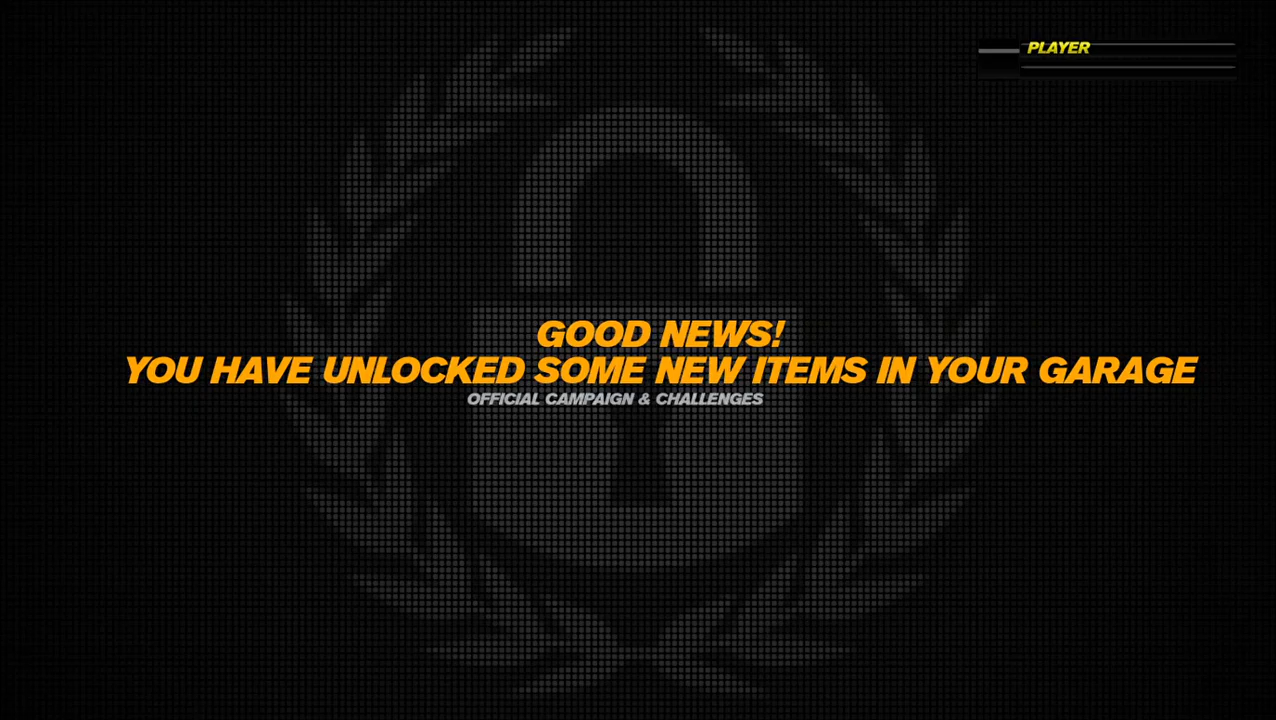 PLAYER
GOOD NEWS!
YOU HAVE UNLOCKED SOME NEW ITEMS IN YOUR GARAGE
OFFICIAL CAMPAIGN & CHALLENGES